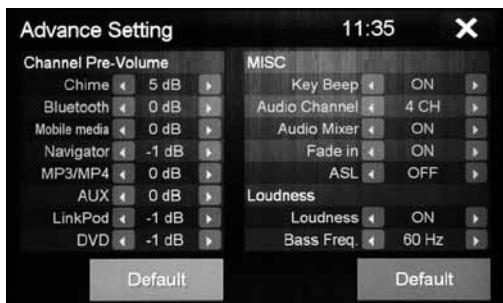 Advance Setting 11:35
Channel Pre-Volume
Chime 5 dB
Bluetooth 0 dB
Mobile media 0 dB
Navigator -1 dB
MP3/MP4 0 dB
AUX 0 dB
LinkPod -1 dB
DVD -1 dB
Default
MISC
Key Beep ON
Audio Channel 4 CH
Audio Mixer ON
Fade in ON
ASL OFF
Loudness
Loudness ON
Bass Freq. 60 Hz
Default